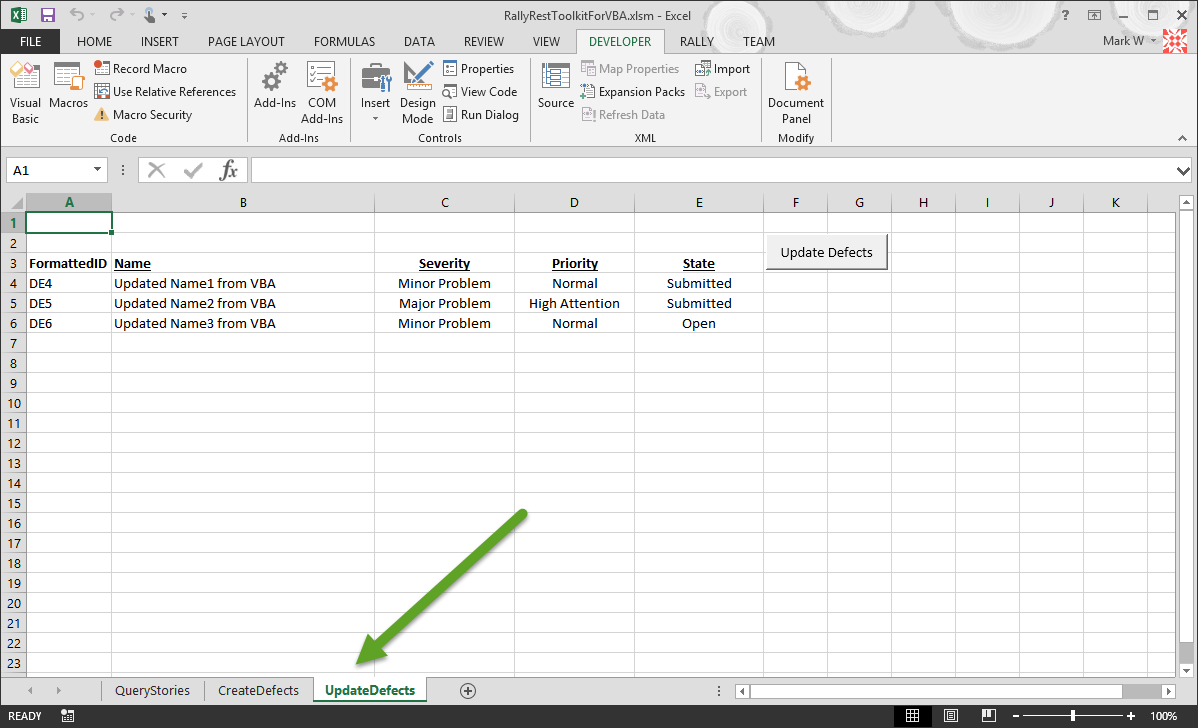 RallyRestToolkitForVBA.xlsm - Excel
?
FILE HOME INSERT PAGE LAYOUT FORMULAS DATA REVIEW VIEW DEVELOPER RALLY TEAM Mark W
Visual Basic
Macros
Record Macro
Use Relative References
Macro Security
Code
Add-Ins
COM Add-Ins
Add-Ins
Insert
Design Mode
Properties
View Code
Run Dialog
Controls
Source
Map Properties
Expansion Packs
Refresh Data
Import
Export
XML
Document Panel
Modify
A1 fx
A B C D E F G H I J K
1
2
3 FormattedID Name Severity Priority State Update Defects
4 DE4 Updated Name1 from VBA Minor Problem Normal Submitted
5 DE5 Updated Name2 from VBA Major Problem High Attention Submitted
6 DE6 Updated Name3 from VBA Minor Problem Normal Open
7
8
9
10
11
12
13
14
15
16
17
18
19
20
21
22
23
QueryStories CreateDefects UpdateDefects
READY 100%